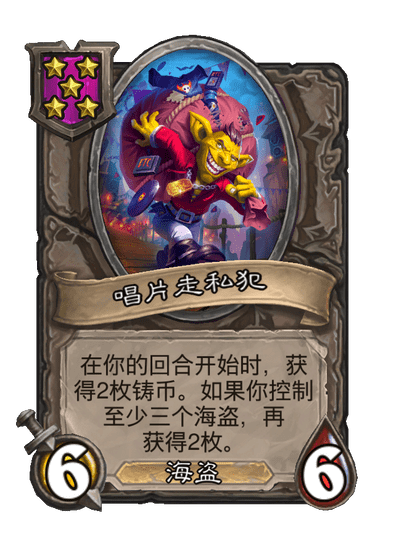 唱片走私犯
在你的回合开始时，获
得2枚铸币。如果你控制
至少三个海盗，再
获得2枚。
6
海盗
6